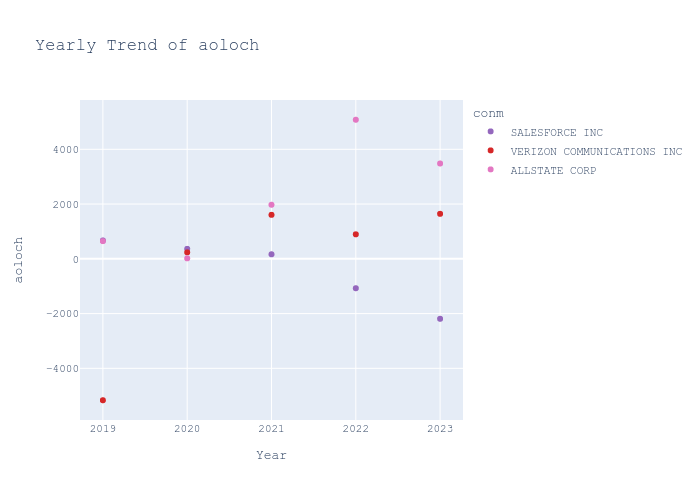 Yearly Trend of aoloch
conm
SALESFORCE INC
VERIZON COMMUNICATIONS INC
ALLSTATE CORP
aoloch
4000
2000
0
−2000
−4000
2019 2020 2021 2022 2023
Year